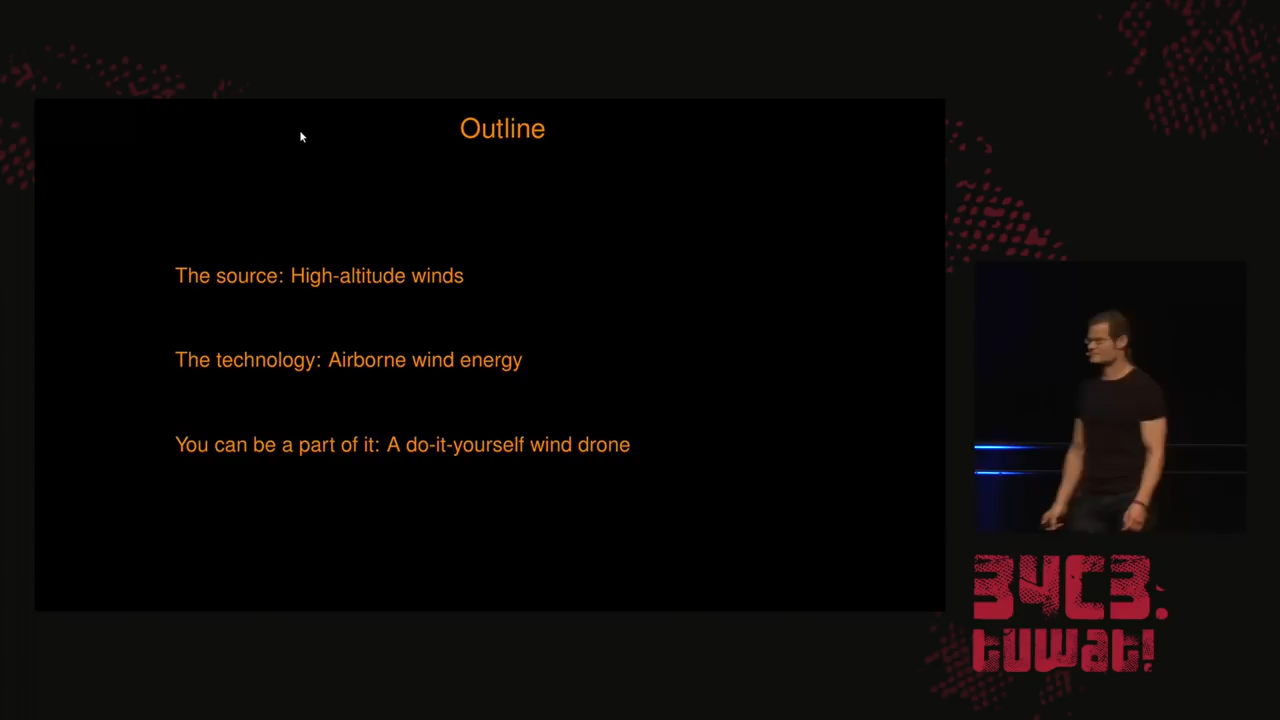 Outline
The source: High-altitude winds
The technology: Airborne wind energy
You can be a part of it: A do-it-yourself wind drone
34C3.
tuwat!